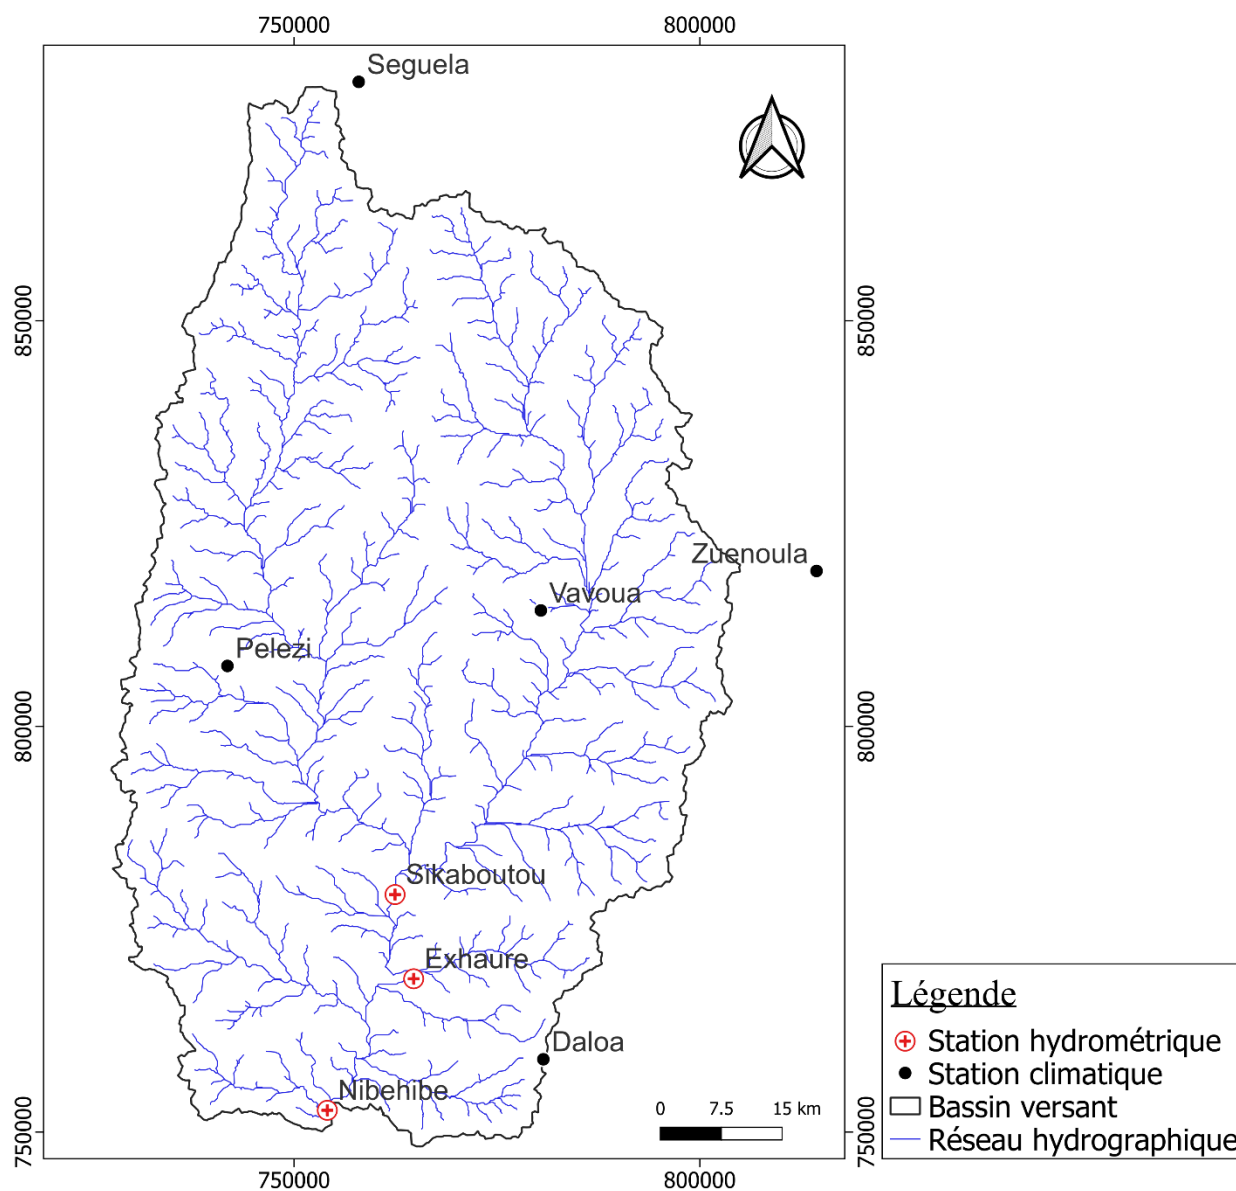 750000 800000
Seguela
850000 850000
Zuenoula
Vavoua
Pelezi
800000 800000
Sikaboutou
Exhaure
Légende
Station hydrométrique
Daloa
Station climatique
Nibehibe
Bassin versant
0 7.5 15 km
Réseau hydrographique
750000 750000
750000 800000